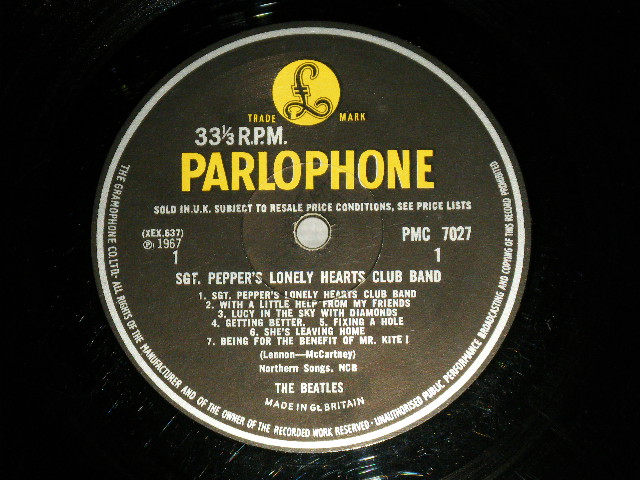 £
TRADE MARK
33⅓ R.P.M.
PARLOPHONE
SOLD IN U.K. SUBJECT TO RESALE PRICE CONDITIONS, SEE PRICE LISTS
(XEX.637) PMC 7027
Ⓟ 1967
1 1
SGT. PEPPER'S LONELY HEARTS CLUB BAND
1. SGT. PEPPER'S LONELY HEARTS CLUB BAND
2. WITH A LITTLE HELP FROM MY FRIENDS
3. LUCY IN THE SKY WITH DIAMONDS
4. GETTING BETTER. 5. FIXING A HOLE
6. SHE'S LEAVING HOME
7. BEING FOR THE BENEFIT OF MR. KITE!
(Lennon—McCartney)
Northern Songs, NCB
THE BEATLES
MADE IN GT. BRITAIN
THE GRAMOPHONE CO. LTD. · ALL RIGHTS OF THE MANUFACTURER AND OF THE OWNER OF THE RECORDED WORK RESERVED · UNAUTHORISED PUBLIC PERFORMANCE BROADCASTING AND COPYING OF THIS RECORD PROHIBITED